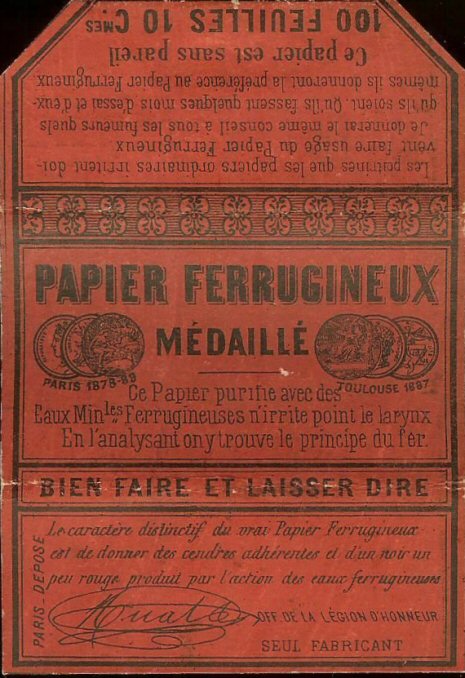 100 FEUILLES 10 CMES
Ce papier est sans pareil
mêmes ils donneront la préférence au Papier Ferrugineux
qu'ils soient. Qu'ils fassent quelques mois d'essai et d'eux-
Je donnerai le même conseil à tous les fumeurs quels
vent faire usage du Papier Ferrugineux
Les poitrines que les papiers ordinaires irritent doi-
PAPIER FERRUGINEUX
MÉDAILLÉ
PARIS 1878-89
TOULOUSE 1887
Ce Papier purifié avec des
Eaux Minles Ferrugineuses n'irrite point le larynx
En l'analysant on y trouve le principe du fer.
BIEN FAIRE ET LAISSER DIRE
PARIS DEPOSÉ
Le caractère distinctif du vrai Papier Ferrugineux
est de donner des cendres adhérentes et d'un noir un
peu rouge produit par l'action des eaux ferrugineuses
OFF. DE LA LÉGION D'HONNEUR
SEUL FABRICANT